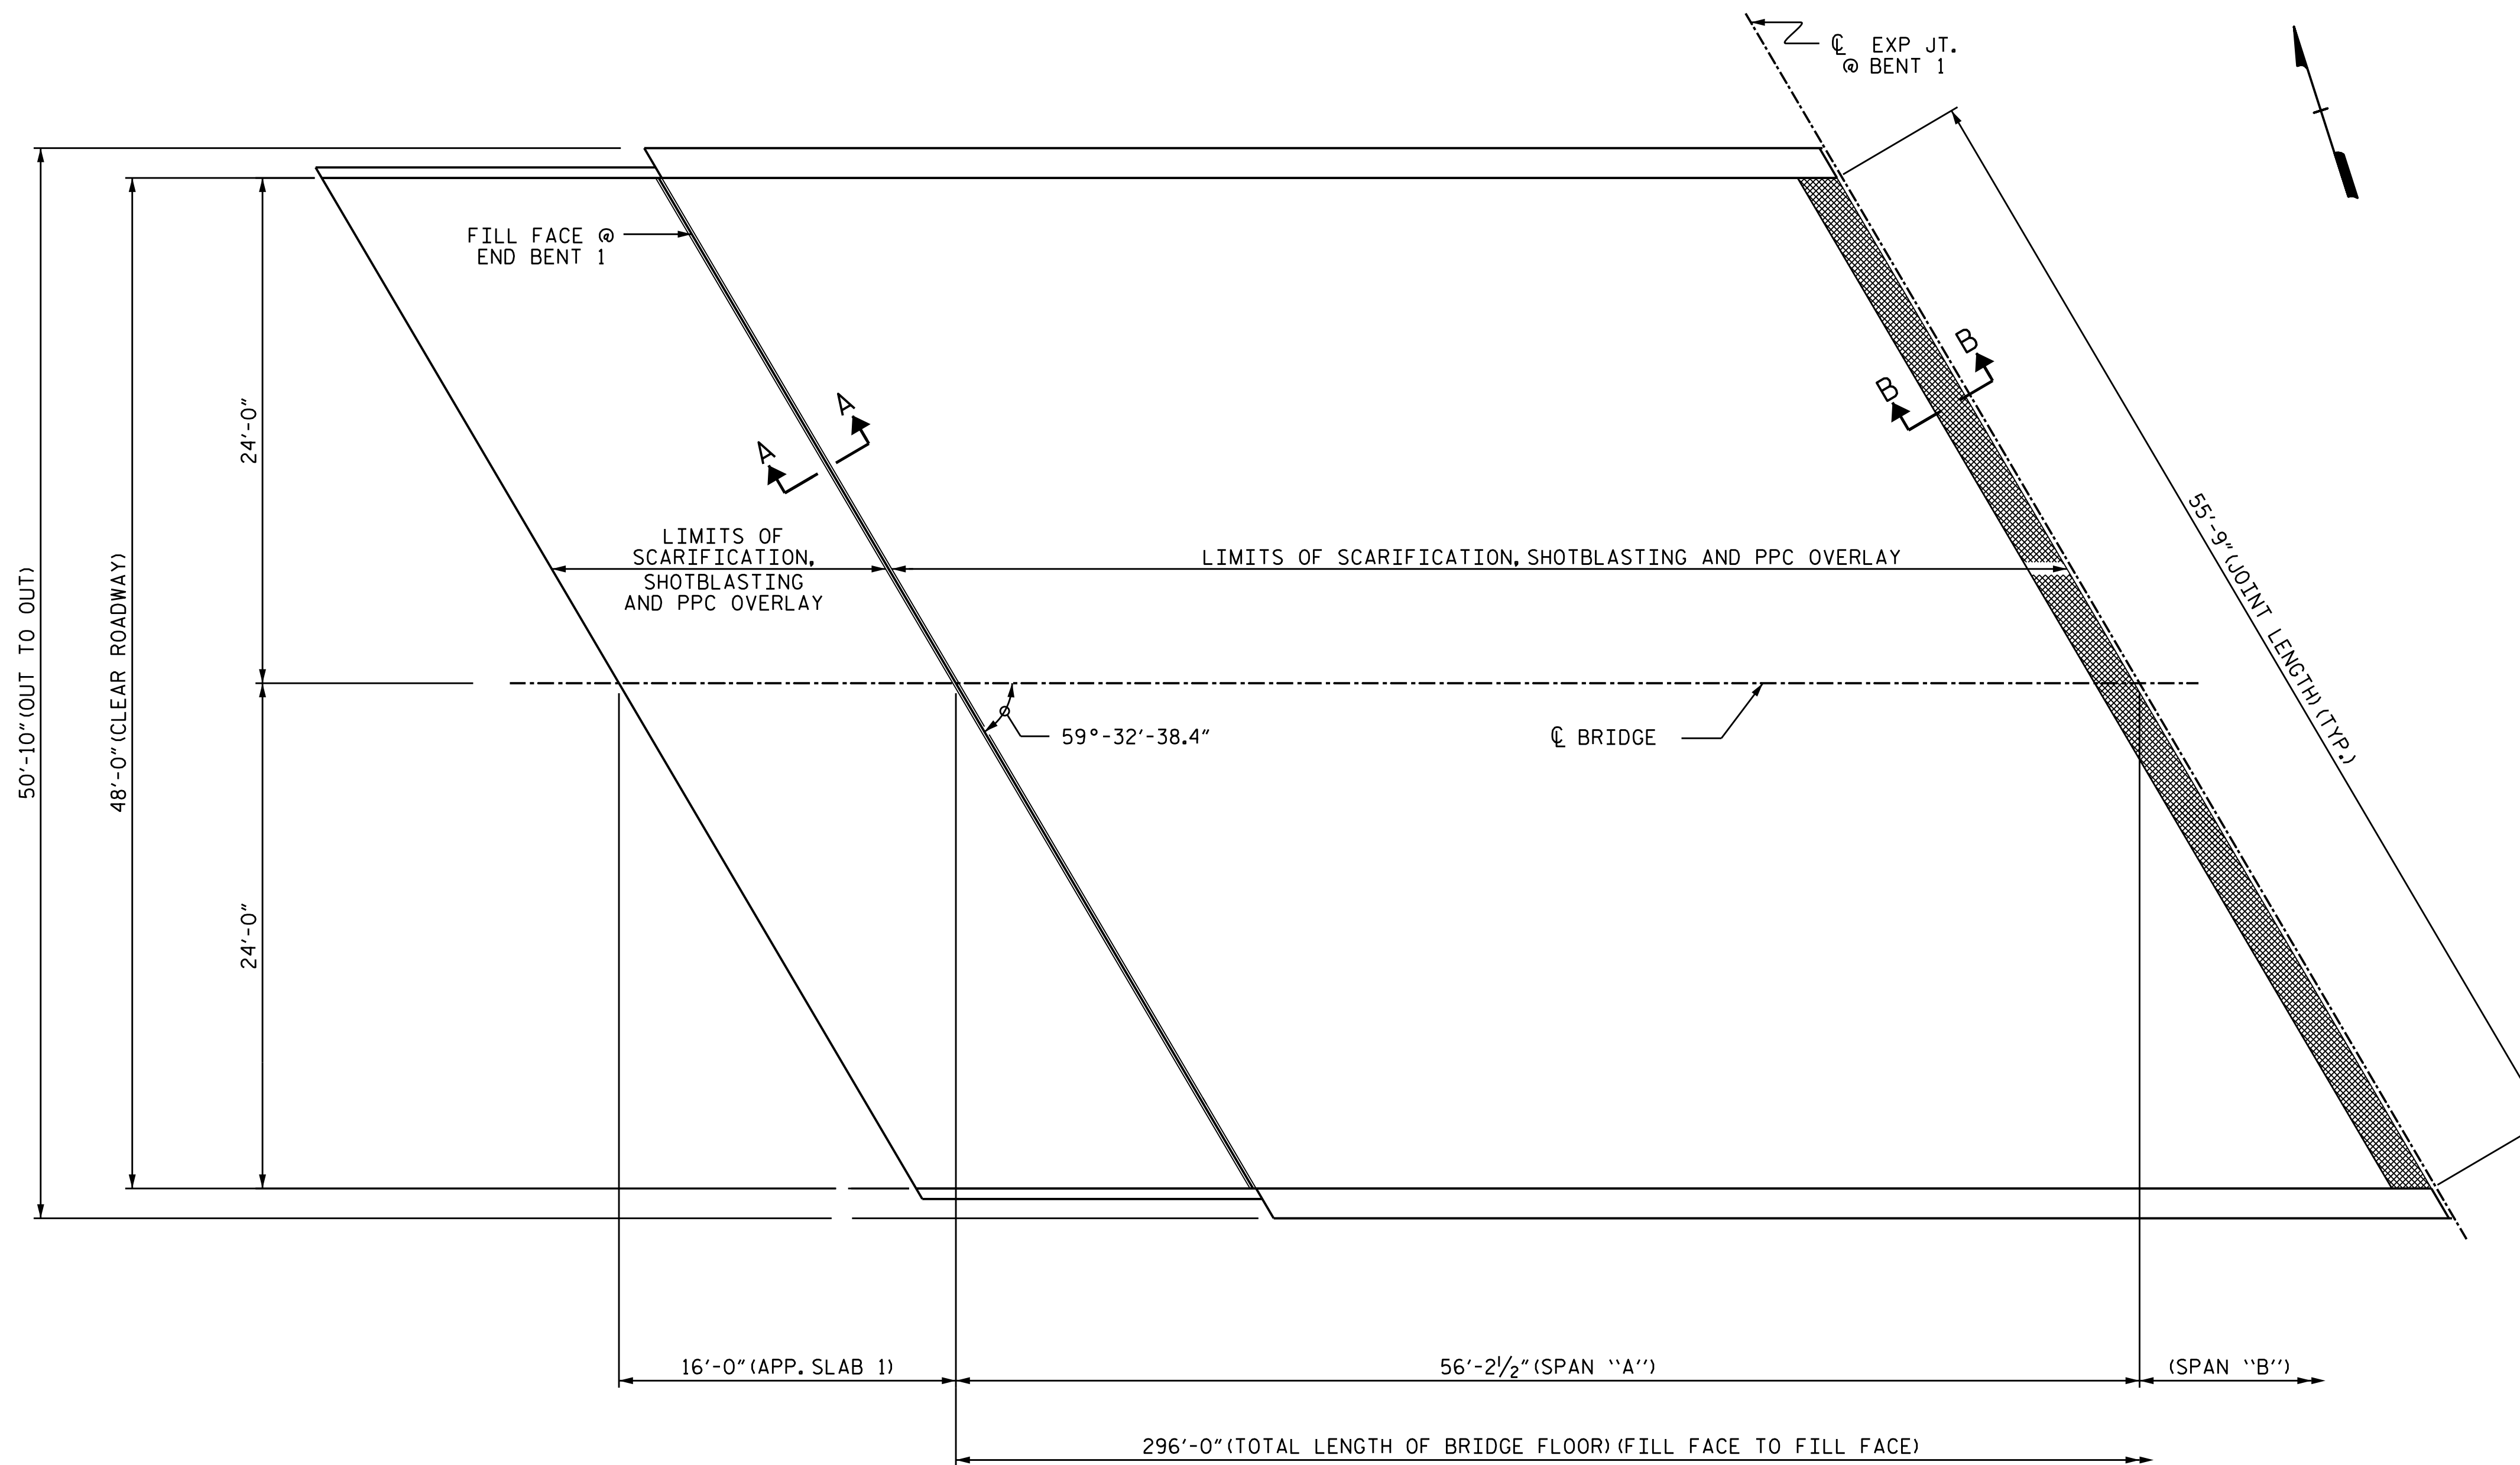 ℄ EXP JT.
@ BENT 1
FILL FACE @
END BENT 1
B
B
A
A
24'-0"
55'-9" (JOINT LENGTH) (TYP.)
LIMITS OF
SCARIFICATION,
SHOTBLASTING
AND PPC OVERLAY
LIMITS OF SCARIFICATION, SHOTBLASTING AND PPC OVERLAY
50'-10" (OUT TO OUT)
48'-0" (CLEAR ROADWAY)
59°-32'-38.4"
℄ BRIDGE
24'-0"
16'-0" (APP. SLAB 1)
56'-2½" (SPAN ``A'')
(SPAN ``B'')
296'-0" (TOTAL LENGTH OF BRIDGE FLOOR) (FILL FACE TO FILL FACE)